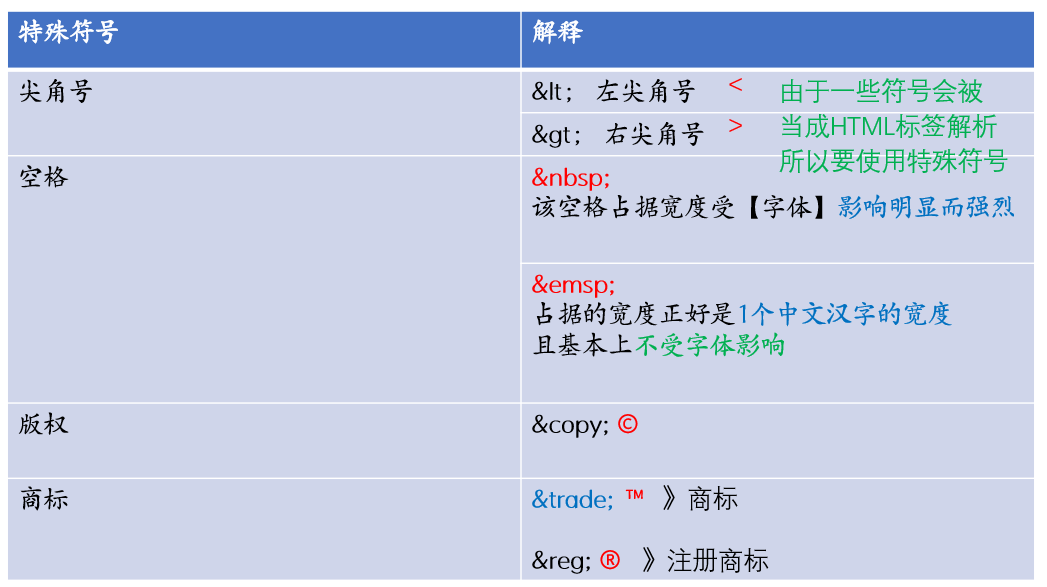 特殊符号 解释
尖角号 &lt； 左尖角号 < 由于一些符号会被
&gt； 右尖角号 > 当成HTML标签解析
所以要使用特殊符号
空格 &nbsp;
该空格占据宽度受【字体】影响明显而强烈
&emsp;
占据的宽度正好是1个中文汉字的宽度
且基本上不受字体影响
版权 &copy; ©
商标 &trade; ™ 》商标
&reg; ® 》注册商标